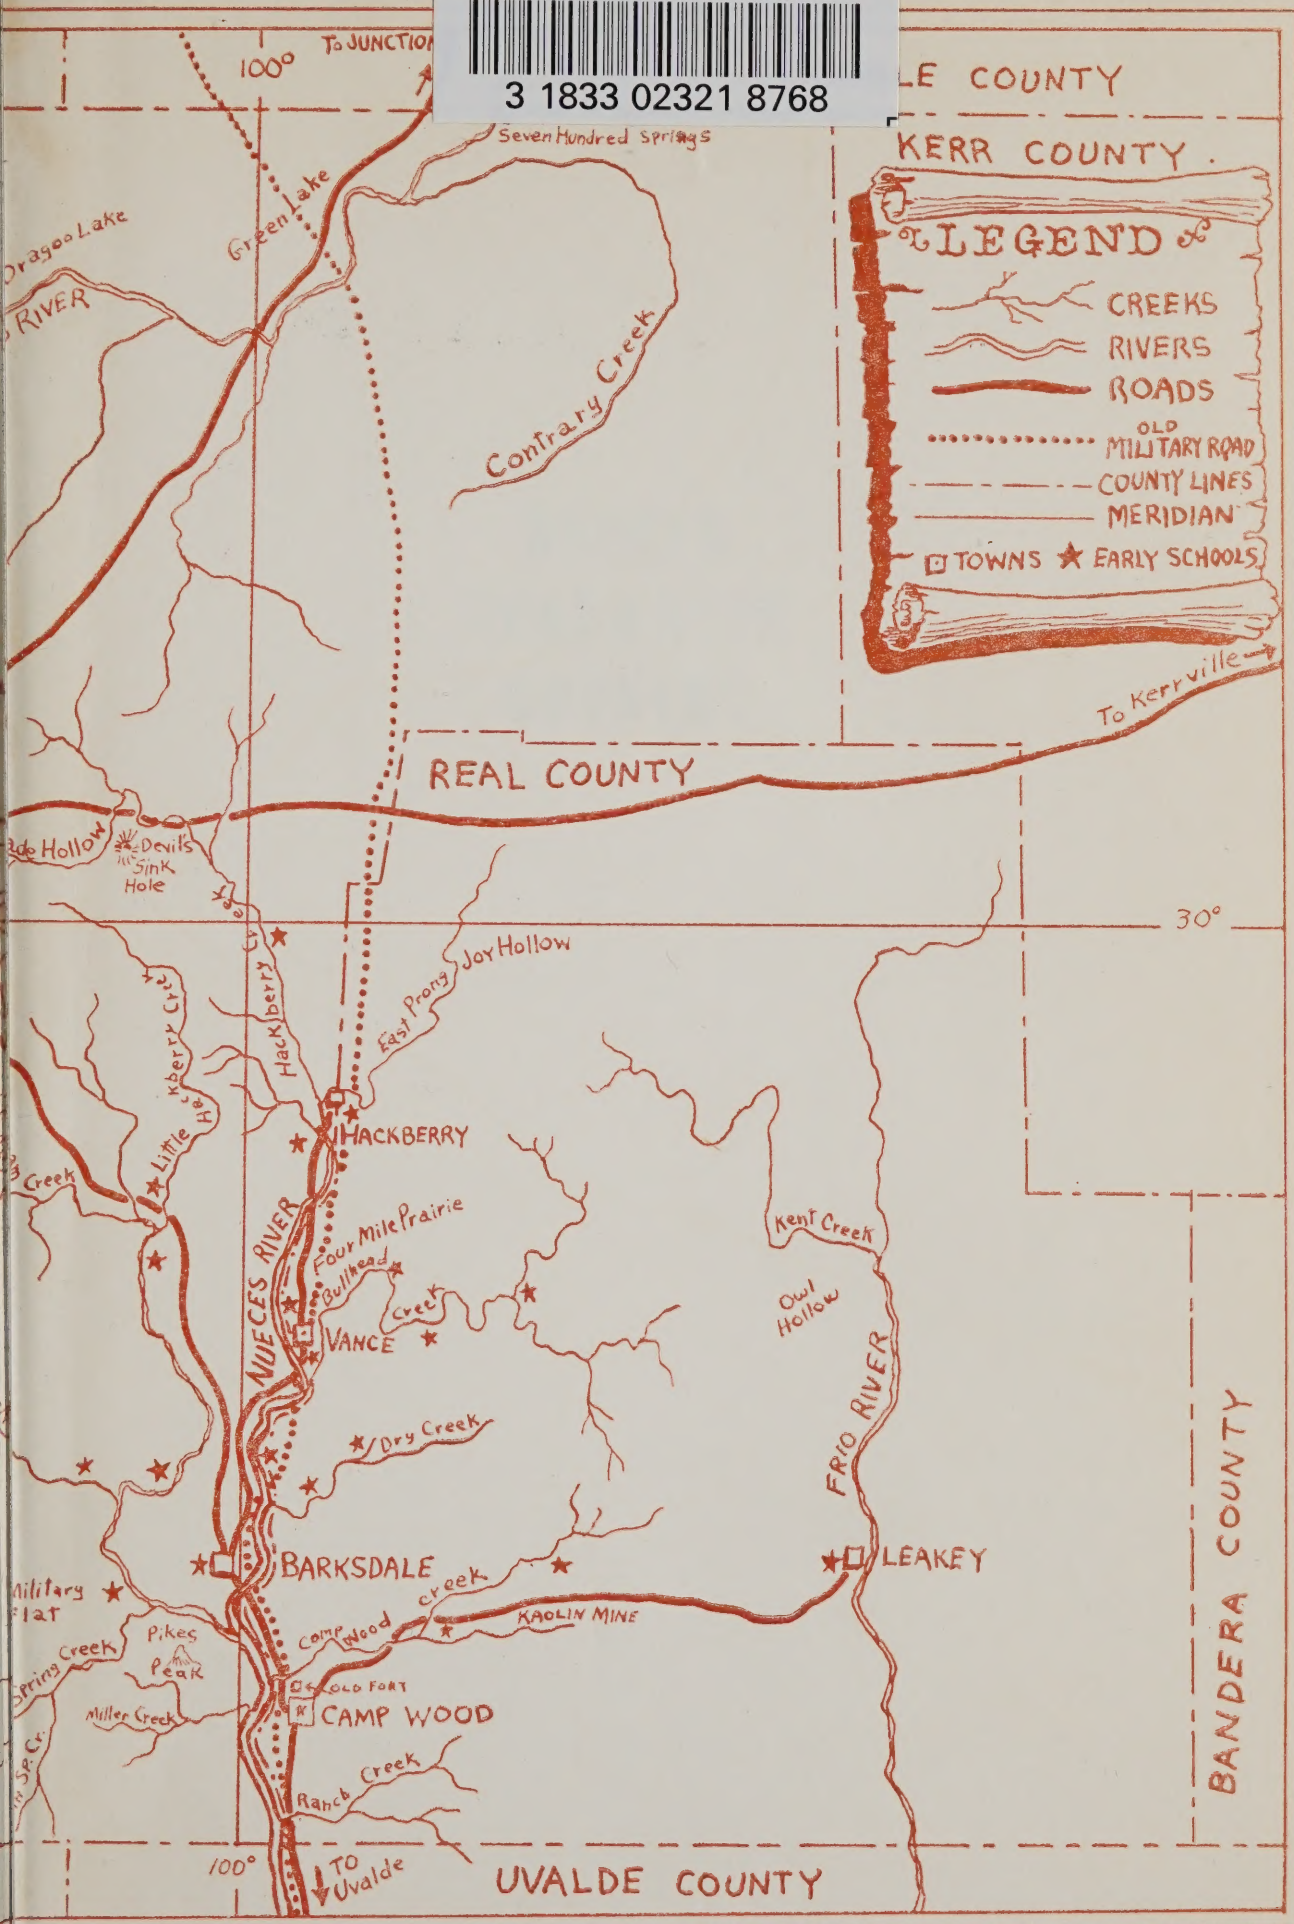 To JUNCTION
100°
3 1833 02321 8768
LE COUNTY
Seven Hundred Springs
KERR COUNTY
LEGEND
CREEKS
RIVERS
ROADS
OLD
MILITARY ROAD
COUNTY LINES
MERIDIAN
TOWNS
EARLY SCHOOLS
Green Lake
Dragoo Lake
RIVER
Contrary Creek
To Kerrville
REAL COUNTY
Hollow
Devil's
Sink
Hole
30°
Hackberry Creek
Joy Hollow
East Prong
Little Hackberry Creek
HACKBERRY
Creek
NUECES RIVER
Four Mile Prairie
Bullhead
Creek
VANCE
Kent Creek
Owl
Hollow
FRIO RIVER
Dry Creek
BARKSDALE
LEAKEY
BANDERA COUNTY
Military
Flat
Camp Wood Creek
KAOLIN MINE
Pikes
Peak
Spring Creek
OLD FORT
CAMP WOOD
Miller Creek
SP. Cr.
Ranch Creek
100°
TO
Uvalde
UVALDE COUNTY